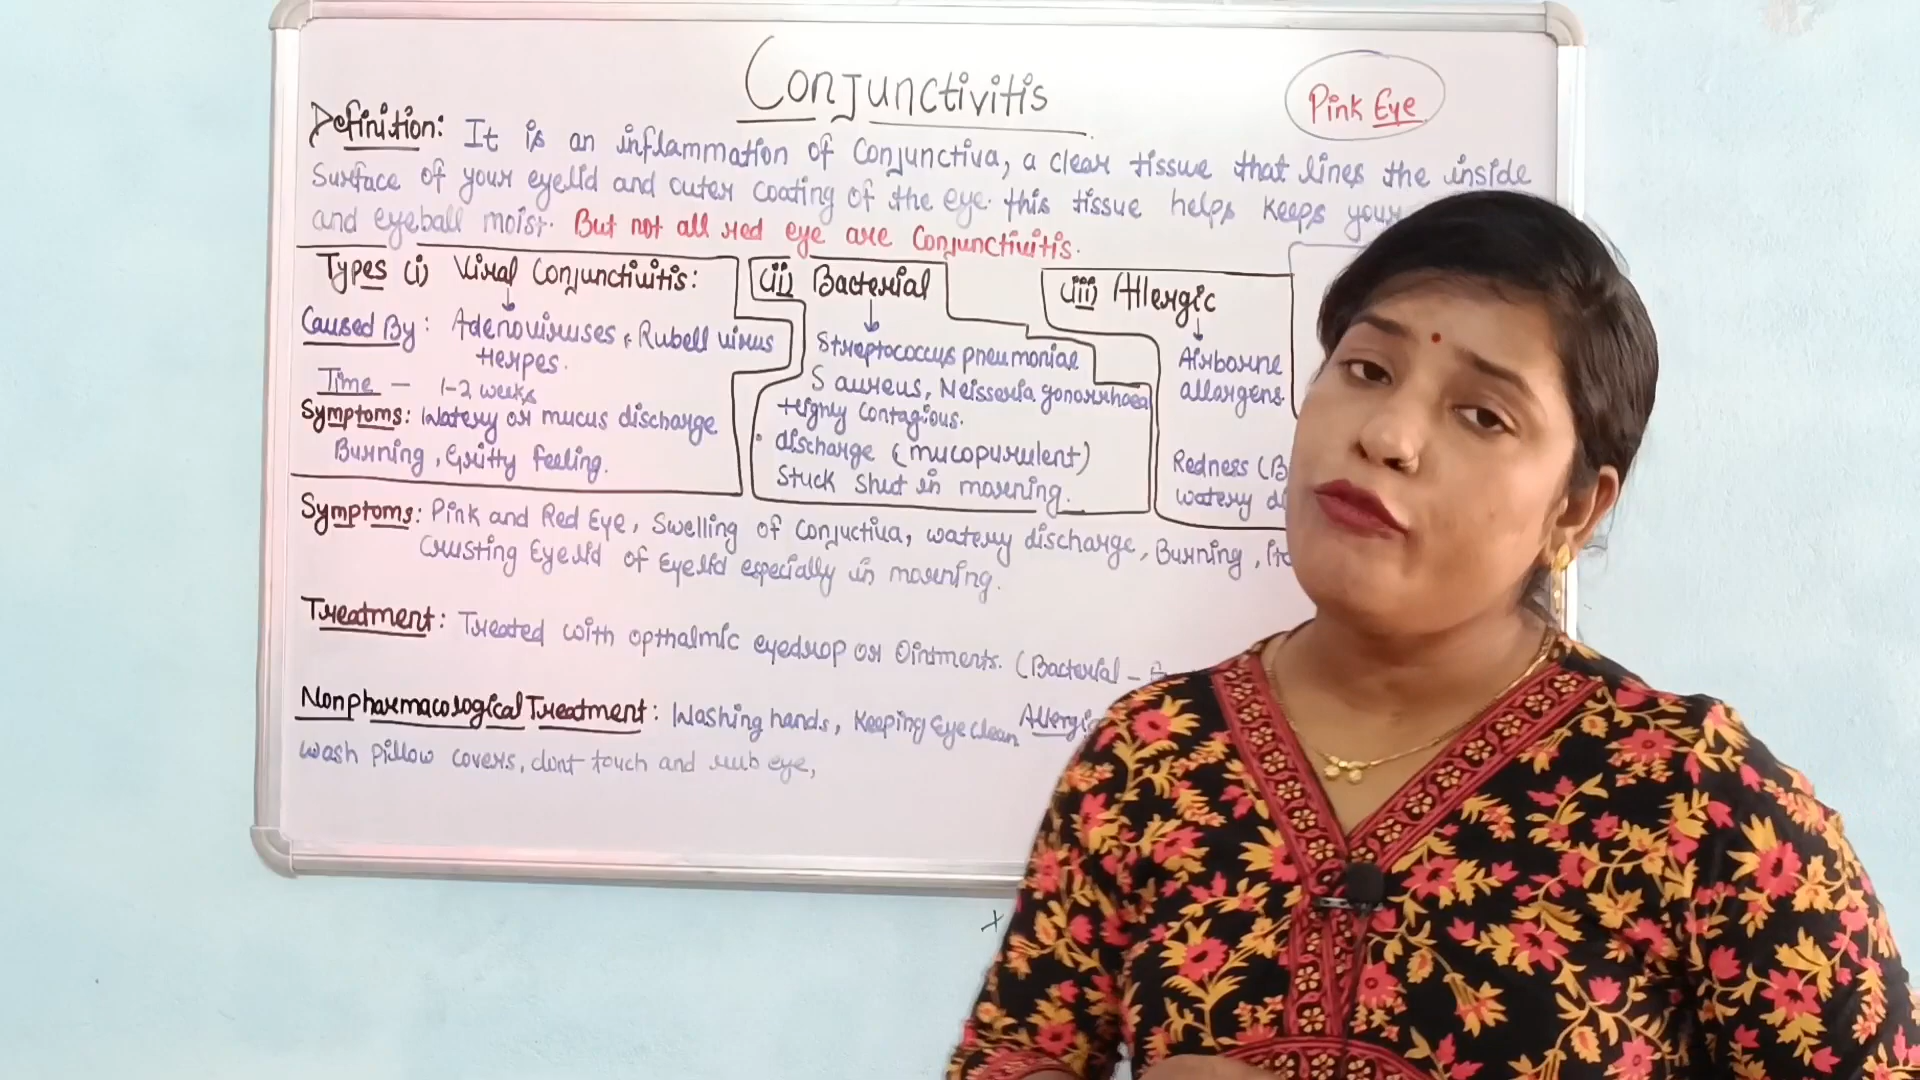 Conjunctivitis
Pink Eye
Definition: It is an inflammation of Conjunctiva, a clear tissue that lines the inside
Surface of your eyelid and outer coating of the eye. this tissue helps keeps your
and eyeball moist. But not all red eye are Conjunctivitis.
Types (i) Viral Conjunctivitis:
Caused By: Adenoviruses, Rubell virus
Herpes.
Time - 1-2 weeks
Symptoms: Watery or mucus discharge
Burning, Gritty feeling.
(ii) Bacterial
Streptococcus pneumoniae
S aureus, Neisseria gonorrhoea
Highly Contagious.
discharge (mucopurulent)
Stuck shut in morning.
(iii) Allergic
Airborne
allergens.
Redness
watery
Symptoms: Pink and Red Eye, Swelling of Conjuctiva, watery discharge, Burning,
Crusting Eyelid of Eyelid especially in morning.
Treatment: Treated with opthalmic eyedrop or Ointments. (Bacterial -
Nonpharmacological Treatment: Washing hands, Keeping Eye clean
wash pillow covers, dont touch and rub eye,